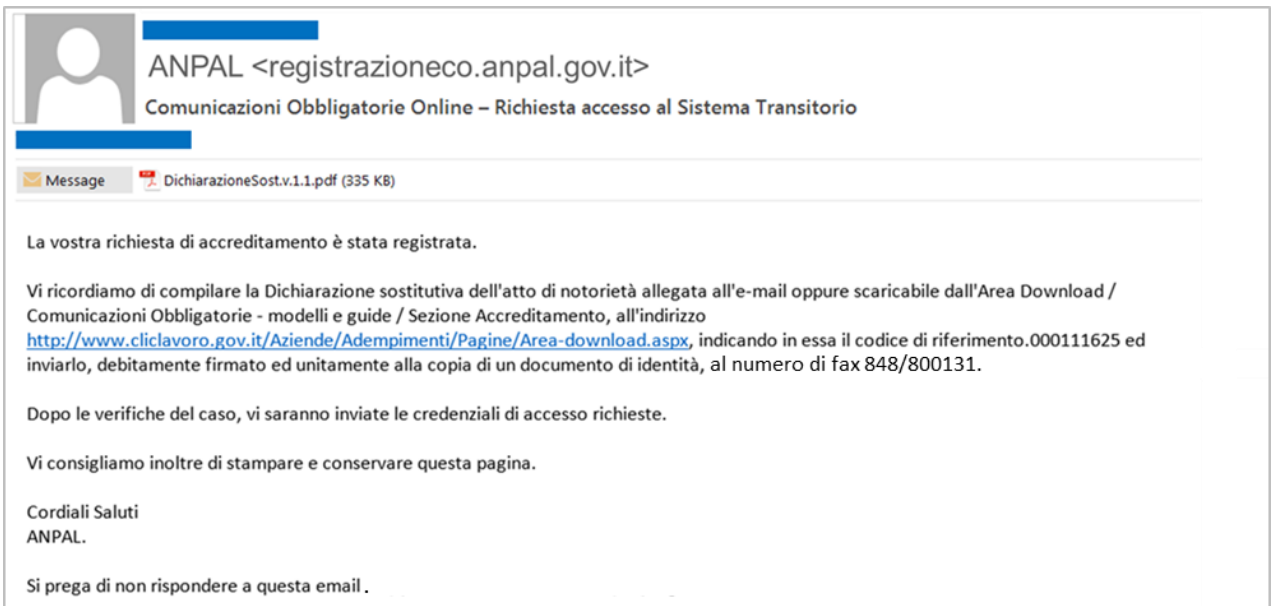 ANPAL <registrazioneco.anpal.gov.it>
Comunicazioni Obbligatorie Online – Richiesta accesso al Sistema Transitorio
Message DichiarazioneSost.v.1.1.pdf (335 KB)
La vostra richiesta di accreditamento è stata registrata.
Vi ricordiamo di compilare la Dichiarazione sostitutiva dell'atto di notorietà allegata all'e-mail oppure scaricabile dall'Area Download /
Comunicazioni Obbligatorie - modelli e guide / Sezione Accreditamento, all'indirizzo
http://www.cliclavoro.gov.it/Aziende/Adempimenti/Pagine/Area-download.aspx, indicando in essa il codice di riferimento.000111625 ed
inviarlo, debitamente firmato ed unitamente alla copia di un documento di identità, al numero di fax 848/800131.
Dopo le verifiche del caso, vi saranno inviate le credenziali di accesso richieste.
Vi consigliamo inoltre di stampare e conservare questa pagina.
Cordiali Saluti
ANPAL.
Si prega di non rispondere a questa email.